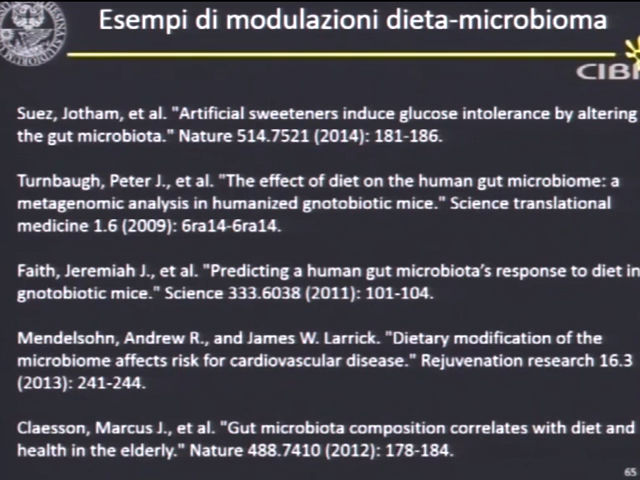 Esempi di modulazioni dieta-microbioma
Suez, Jotham, et al. "Artificial sweeteners induce glucose intolerance by altering
the gut microbiota." Nature 514.7521 (2014): 181-186.
Turnbaugh, Peter J., et al. "The effect of diet on the human gut microbiome: a
metagenomic analysis in humanized gnotobiotic mice." Science translational
medicine 1.6 (2009): 6ra14-6ra14.
Faith, Jeremiah J., et al. "Predicting a human gut microbiota's response to diet in
gnotobiotic mice." Science 333.6038 (2011): 101-104.
Mendelsohn, Andrew R., and James W. Larrick. "Dietary modification of the
microbiome affects risk for cardiovascular disease." Rejuvenation research 16.3
(2013): 241-244.
Claesson, Marcus J., et al. "Gut microbiota composition correlates with diet and
health in the elderly." Nature 488.7410 (2012): 178-184.
65